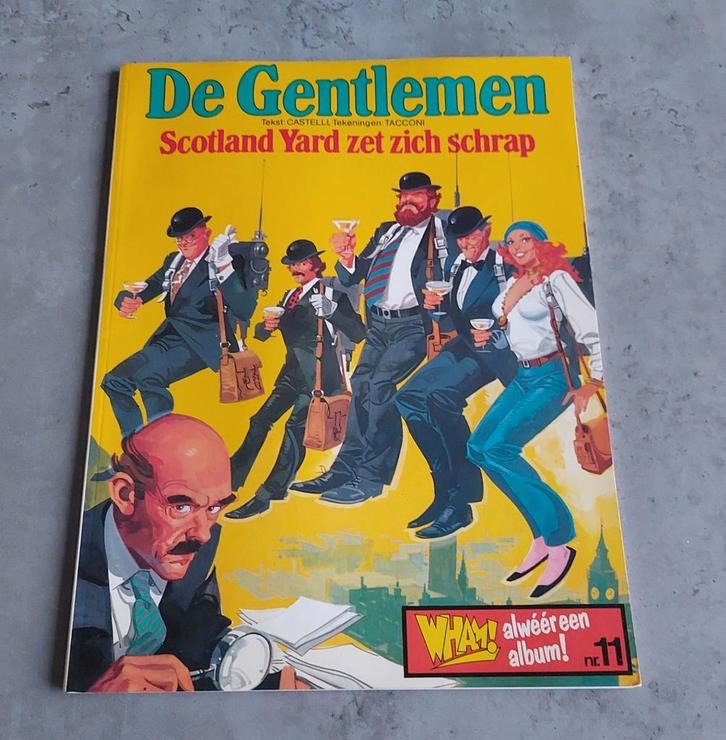 De Gentlemen
Tekst: CASTELLI, Tekeningen: TACCONI
Scotland Yard zet zich schrap
WHAM!
alwéér een
album!
nr.11